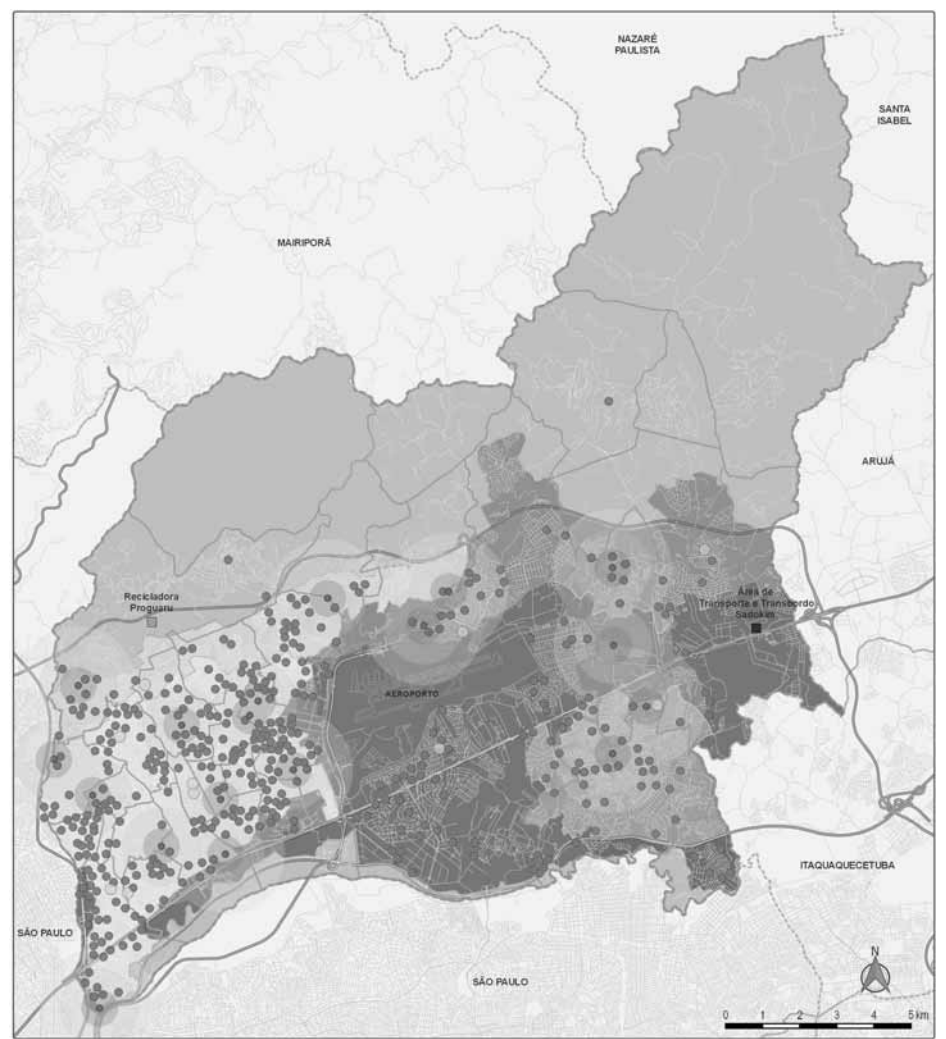 NAZARÉ
PAULISTA
SANTA
ISABEL
MAIRIPORÃ
ARUJÁ
Recicladora
Proguaru
Área de
Transporte e Transbordo
Sadokim
AEROPORTO
ITAQUAQUECETUBA
SÃO PAULO
SÃO PAULO
N
0 1 2 3 4 5 km